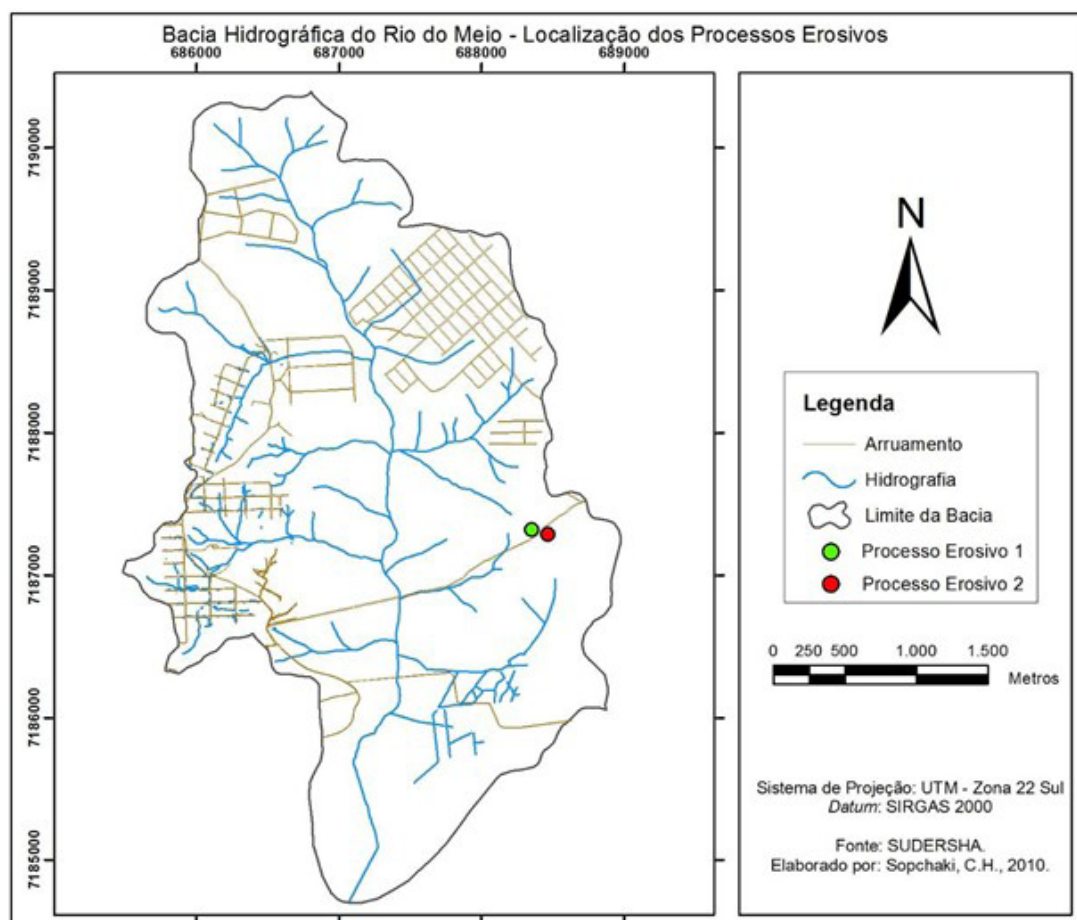 Bacia Hidrográfica do Rio do Meio - Localização dos Processos Erosivos
686000 687000 688000 689000
7190000
7189000
7188000
7187000
7186000
7185000
N
Legenda
Arruamento
Hidrografia
Limite da Bacia
Processo Erosivo 1
Processo Erosivo 2
0 250 500 1.000 1.500
Metros
Sistema de Projeção: UTM - Zona 22 Sul
Datum: SIRGAS 2000
Fonte: SUDERSHA.
Elaborado por: Sopchaki, C.H., 2010.